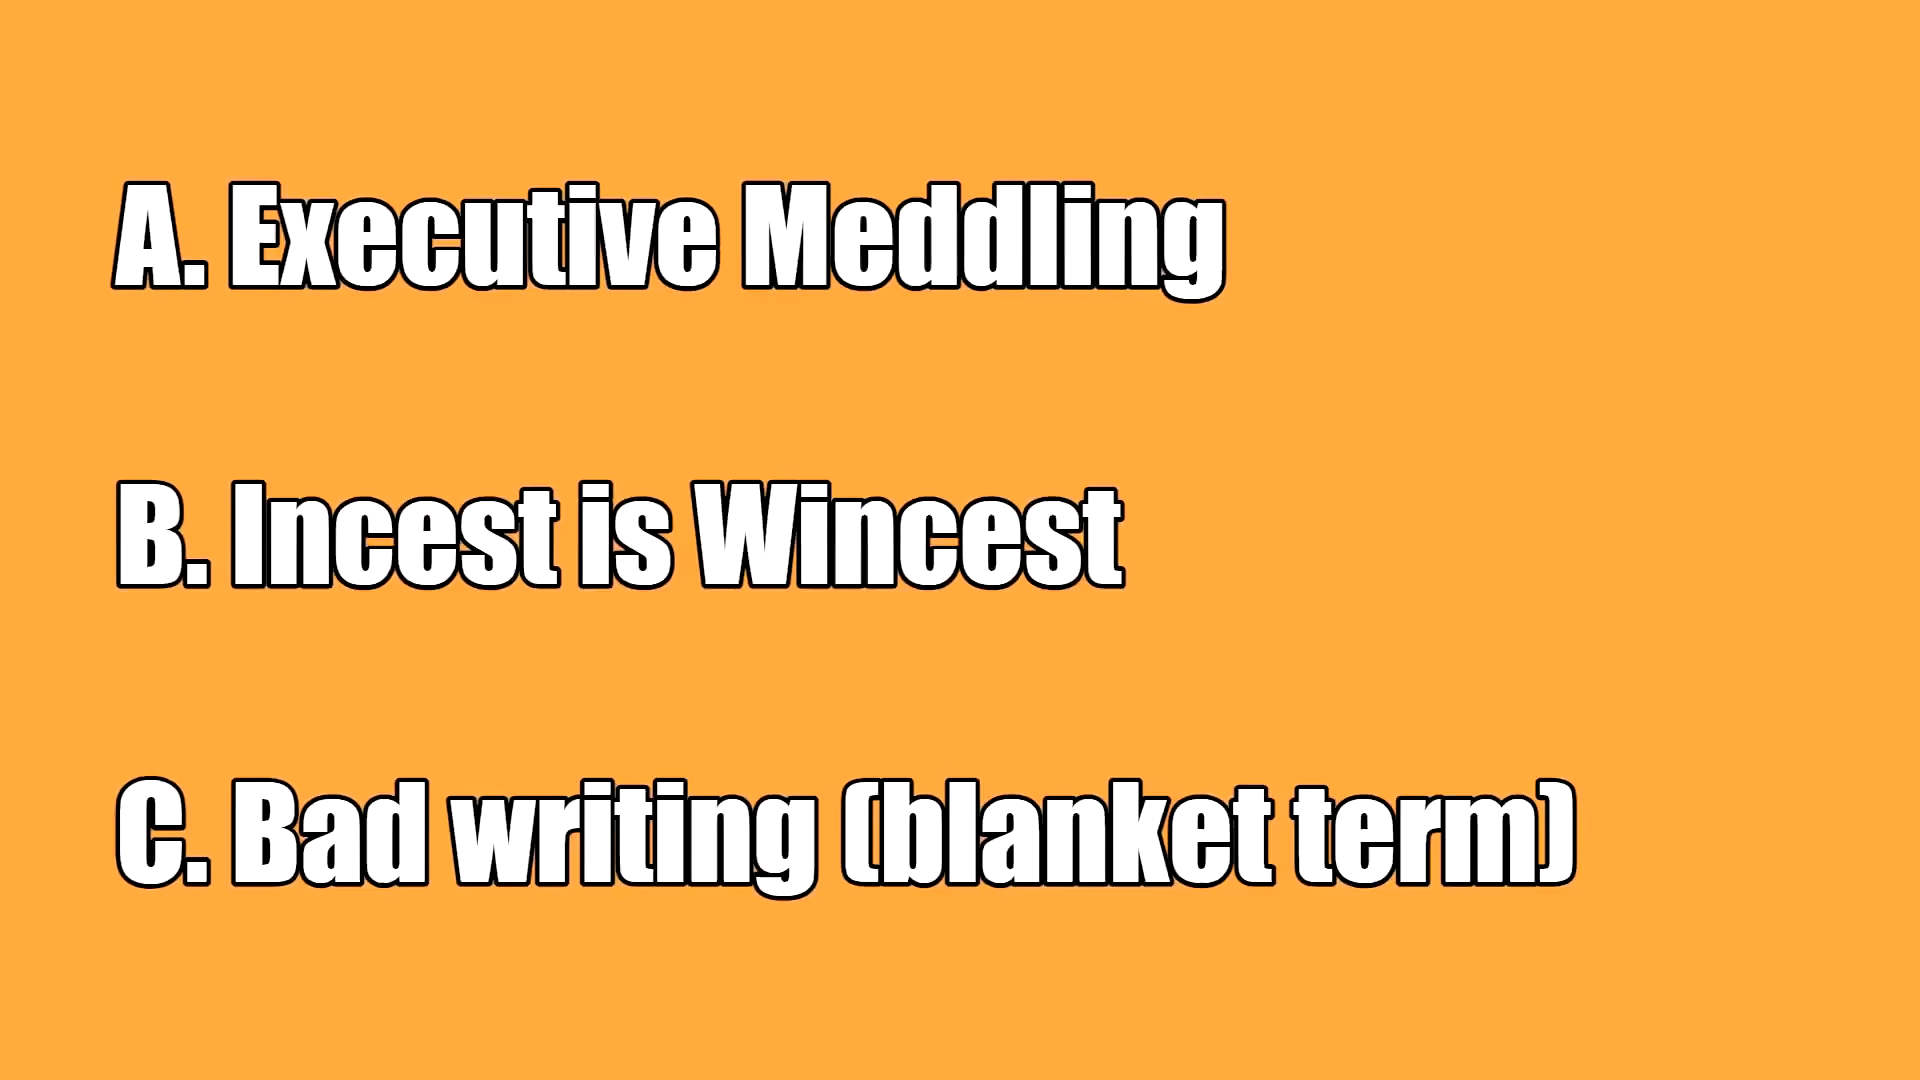 A. Executive Meddling
B. Incest is Wincest
C. Bad writing (blanket term)